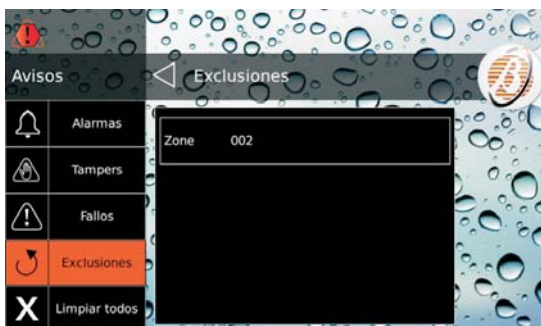 Avisos
Exclusiones
Alarmas
Tampers
Fallos
Exclusiones
Limpiar todos
Zone 002